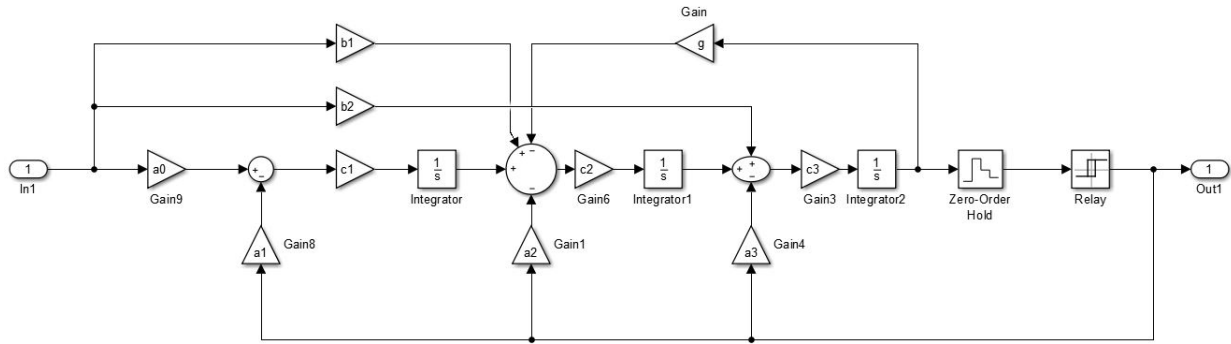 Gain
b1
g
b2
1
In1
a0
Gain9
+
−
c1
1
s
Integrator
+
−
+
−
c2
Gain6
1
s
Integrator1
+
+
−
c3
Gain3
1
s
Integrator2
Zero-Order
Hold
Relay
1
Out1
a1
Gain8
a2
Gain1
a3
Gain4